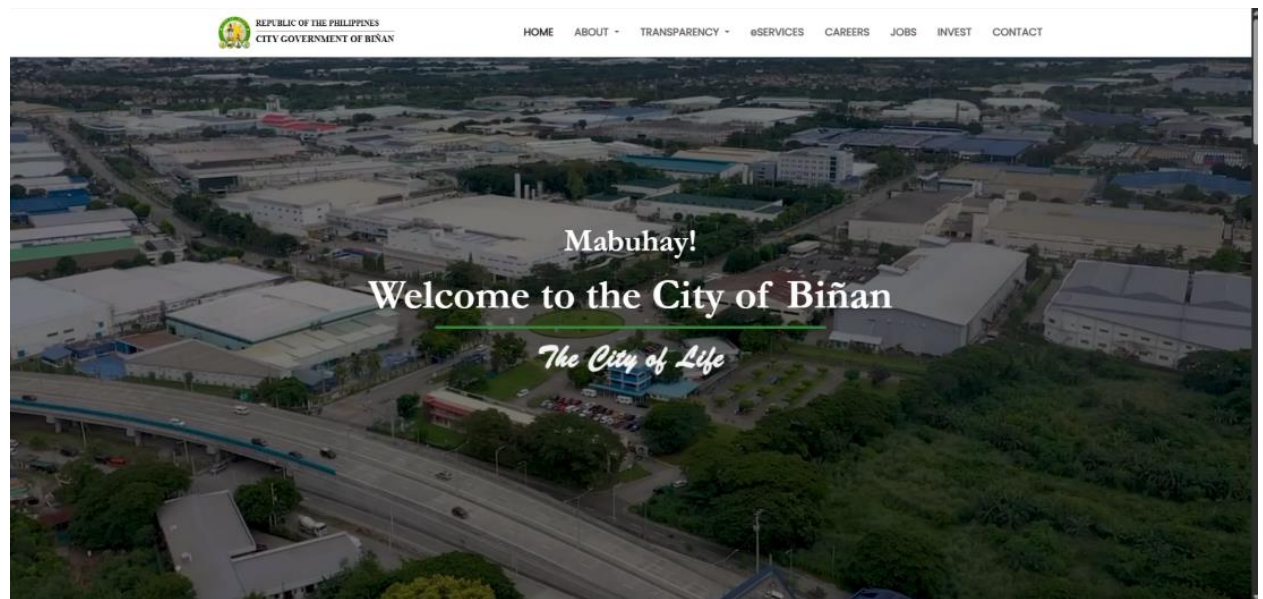 REPUBLIC OF THE PHILIPPINES
CITY GOVERNMENT OF BIÑAN
HOME ABOUT TRANSPARENCY eSERVICES CAREERS JOBS INVEST CONTACT
Mabuhay!
Welcome to the City of Biñan
The City of Life